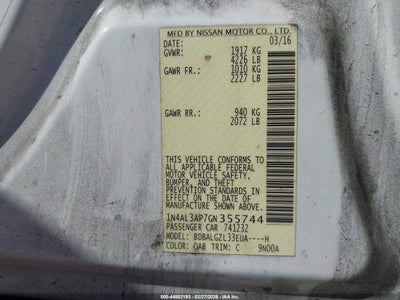 MFD BY NISSAN MOTOR CO., LTD.
DATE: 03/16
GVWR: 1917 KG
4226 LB
GAWR FR.: 1010 KG
2227 LB
GAWR RR.: 940 KG
2072 LB
THIS VEHICLE CONFORMS TO
ALL APPLICABLE FEDERAL
MOTOR VEHICLE SAFETY,
BUMPER, AND THEFT
PREVENTION STANDARDS IN
EFFECT ON THE DATE OF
MANUFACTURE SHOWN ABOVE.
1N4AL3AP7GN355744
PASSENGER CAR 741232
MODEL: BDBALGZL33EUA----H
COLOR: QAB TRIM: C 9N00A
000-44902183 - 02/27/2026 - IAA Inc.